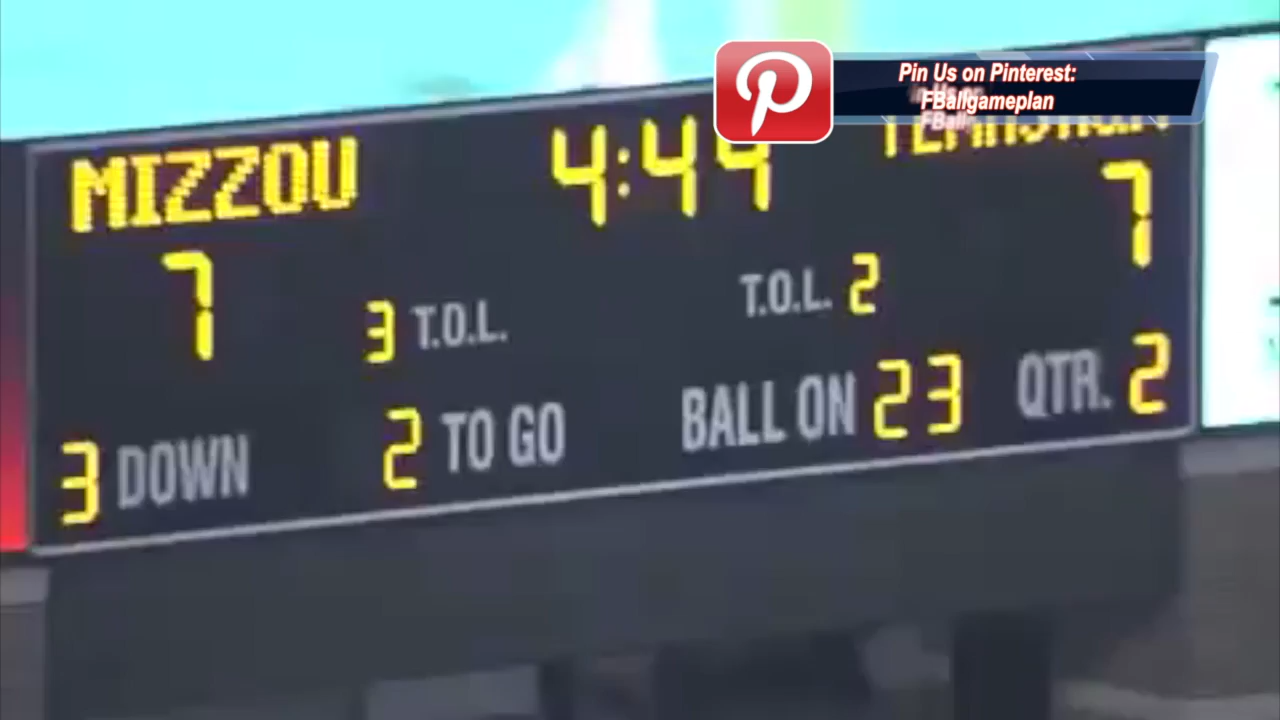 Pin Us on Pinterest:
FBallgameplan
MIZZOU 4:44
7 7
3 T.O.L. T.O.L. 2
3 DOWN 2 TO GO BALL ON 23 QTR. 2